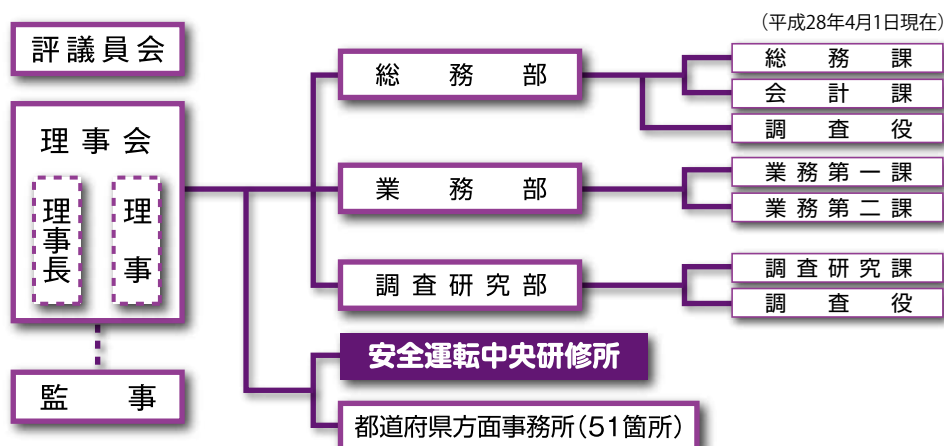 (平成28年4月1日現在)
評議員会
理事会
理事長
理事
監事
総務部
総務課
会計課
調査役
業務部
業務第一課
業務第二課
調査研究部
調査研究課
調査役
安全運転中央研修所
都道府県方面事務所(51箇所)